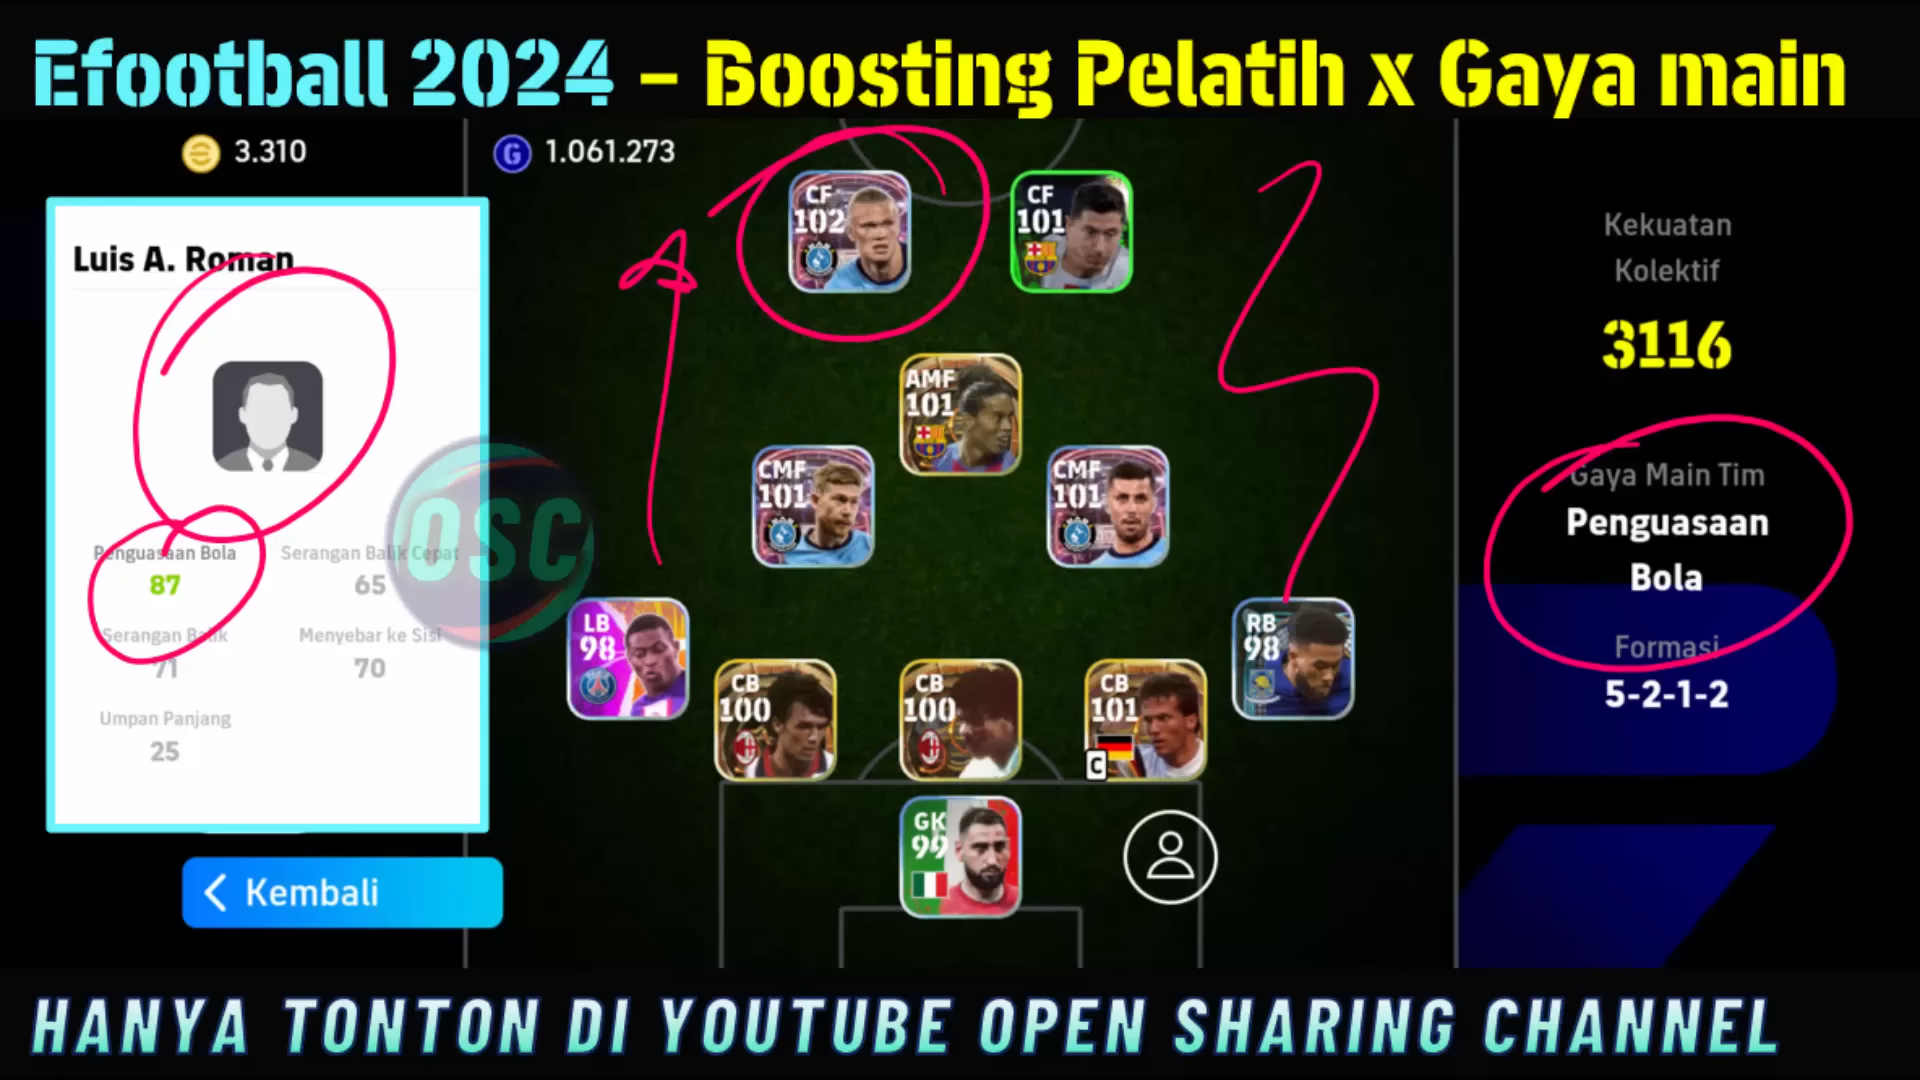 Efootball 2024 – Boosting Pelatih x Gaya main
3.310
G 1.061.273
Luis A. Roman
Penguasaan Bola
87
Serangan Balik Cepat
65
Serangan Balik
71
Menyebar ke Sisi
70
Umpan Panjang
25
Kembali
OSC
CF
102
CF
101
AMF
101
CMF
101
CMF
101
LB
98
RB
98
CB
100
CB
100
CB
101
C
GK
99
Kekuatan
Kolektif
3116
Gaya Main Tim
Penguasaan
Bola
Formasi
5-2-1-2
HANYA TONTON DI YOUTUBE OPEN SHARING CHANNEL